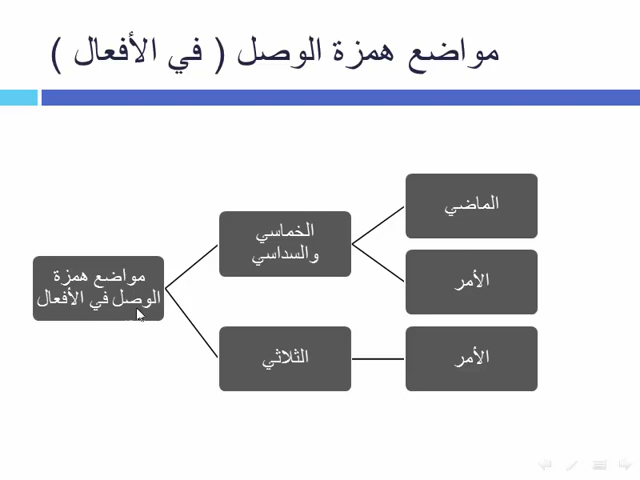 مواضع همزة الوصل ( في الأفعال )
مواضع همزة
الوصل في الأفعال
الخماسي
والسداسي
الماضي
الأمر
الثلاثي
الأمر